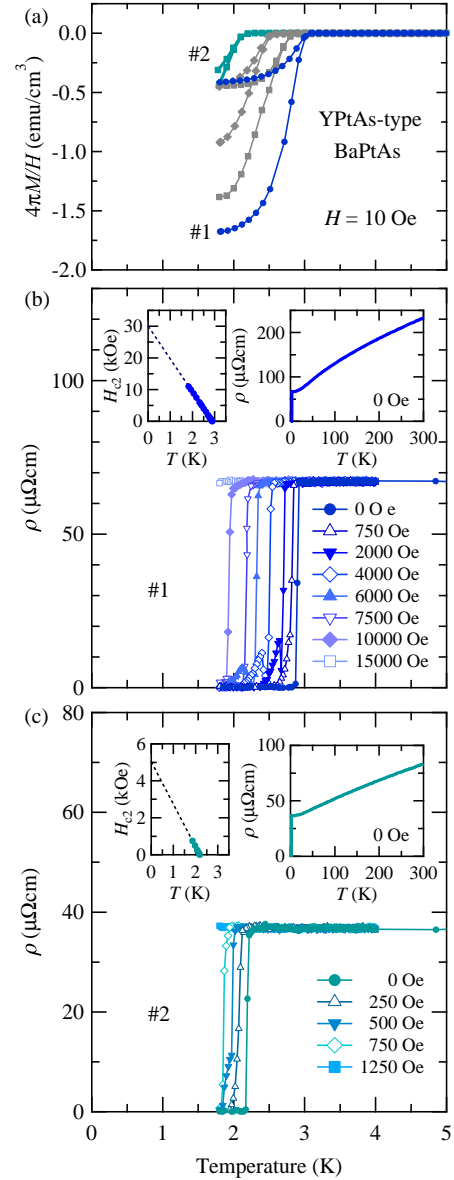 (a)
0.0
-0.5
-1.0
-1.5
-2.0
4πM/H (emu/cm³)
#2
#1
YPtAs-type
BaPtAs
H = 10 Oe
(b)
120
80
40
0
ρ (μΩcm)
30
20
10
0
H_c2 (kOe)
0 1 2 3
T (K)
200
100
0
ρ (μΩcm)
0 Oe
0 100 200 300
T (K)
#1
0 O e
750 Oe
2000 Oe
4000 Oe
6000 Oe
7500 Oe
10000 Oe
15000 Oe
(c)
80
60
40
20
0
ρ (μΩcm)
6
4
2
0
H_c2 (kOe)
0 1 2 3
T (K)
100
50
0
ρ (μΩcm)
0 Oe
0 100 200 300
T (K)
#2
0 Oe
250 Oe
500 Oe
750 Oe
1250 Oe
0 1 2 3 4 5
Temperature (K)